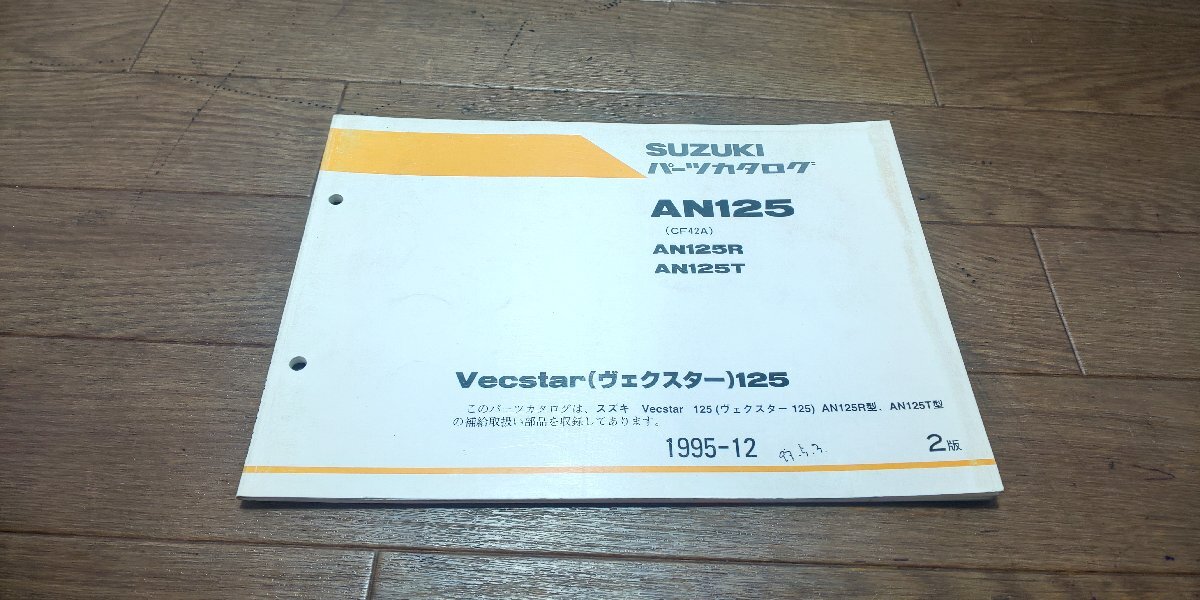 SUZUKI
パーツカタログ
AN125
(CF42A)
AN125R
AN125T
Vecstar(ヴェクスター)125
このパーツカタログは、スズキ Vecstar 125(ヴェクスター125) AN125R型、AN125T型
の補給取扱い部品を収録してあります。
1995-12
2版